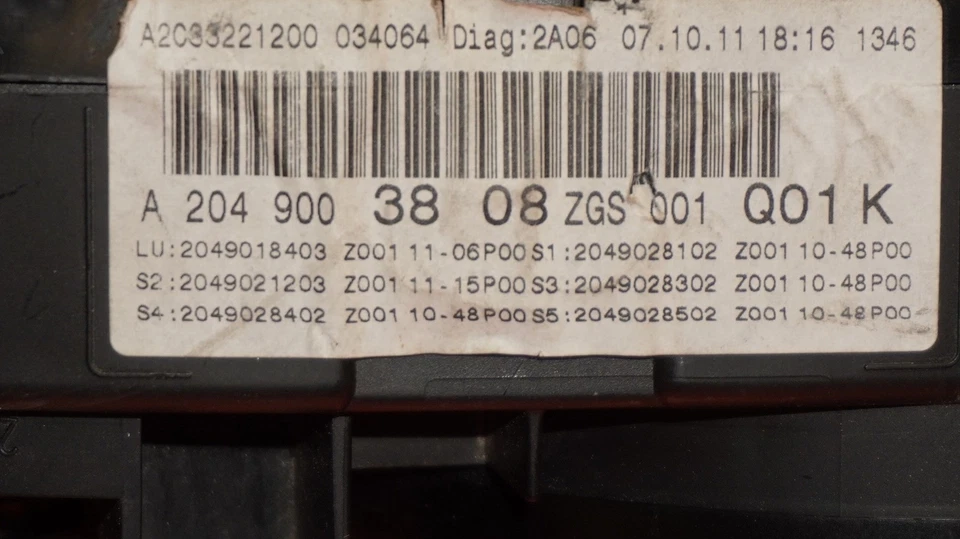 A2C33221200 034064 Diag:2A06 07.10.11 18:16 1346
A 204 900 38 08 ZGS 001 Q01 K
LU:2049018403 Z001 11-06P00 S1:2049028102 Z001 10-48P00
S2:2049021203 Z001 11-15P00 S3:2049028302 Z001 10-48P00
S4:2049028402 Z001 10-48P00 S5:2049028502 Z001 10-48P00